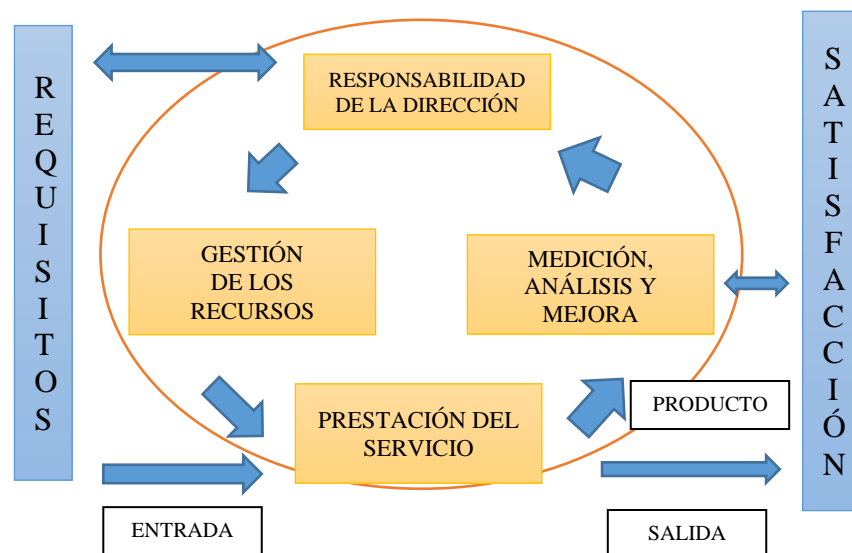 REQUISITOS
RESPONSABILIDAD
DE LA DIRECCIÓN
GESTIÓN
DE LOS
RECURSOS
MEDICIÓN,
ANÁLISIS Y
MEJORA
PRESTACIÓN DEL
SERVICIO
PRODUCTO
ENTRADA
SALIDA
SATISFACCIÓN